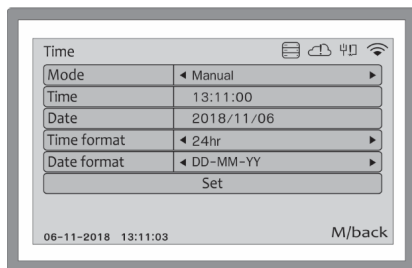 Time
Mode Manual
Time 13:11:00
Date 2018/11/06
Time format 24hr
Date format DD-MM-YY
Set
06-11-2018 13:11:03 M/back